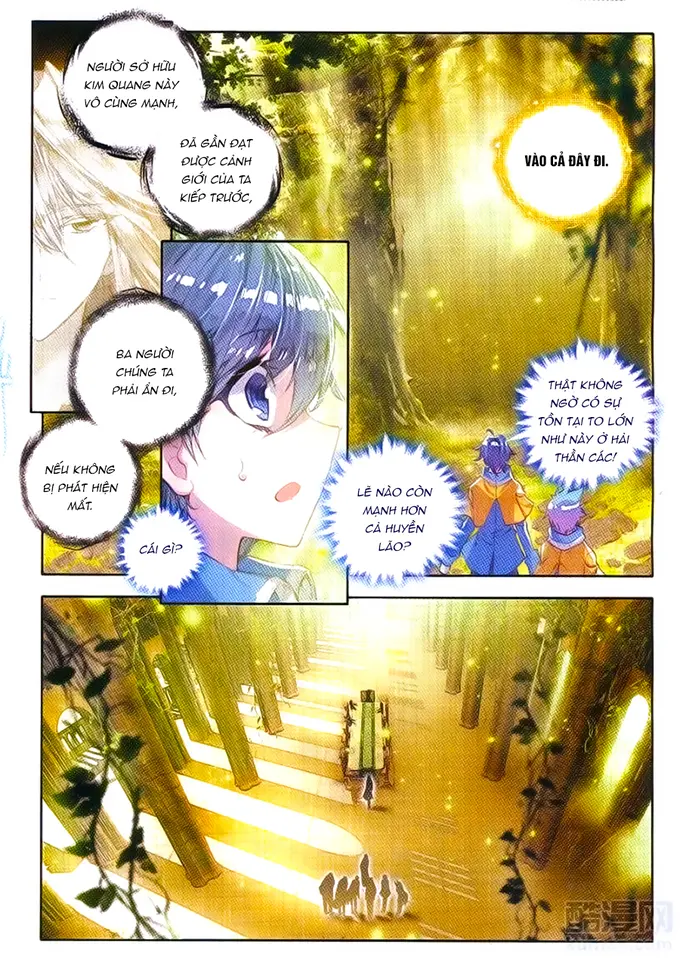 NGƯỜI SỞ HỮU
KIM QUANG NÀY
VÔ CÙNG MẠNH,
ĐÃ GẦN ĐẠT
ĐƯỢC CẢNH
GIỚI CỦA TA
KIẾP TRƯỚC,
VÀO CẢ ĐÂY ĐI.
BA NGƯỜI
CHÚNG TA
PHẢI ẨN ĐI,
NẾU KHÔNG
BỊ PHÁT HIỆN
MẤT.
CÁI GÌ?
THẬT KHÔNG
NGỜ CÓ SỰ
TỒN TẠI TO LỚN
NHƯ NÀY Ở HẢI
THẦN CÁC!
LẼ NÀO CÒN
MẠNH HƠN
CẢ HUYỀN
LÃO?
酷漫网